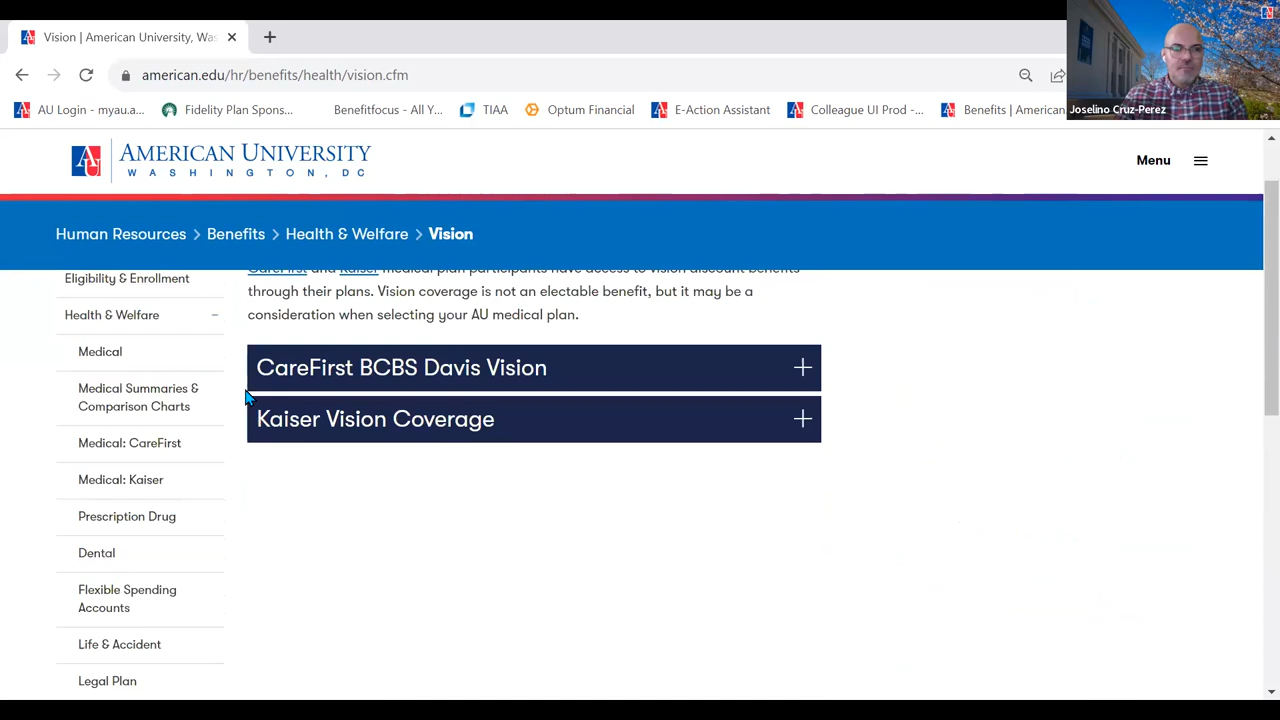 Vision | American University, Was
american.edu/hr/benefits/health/vision.cfm
AU Login - myau.a...
Fidelity Plan Spons...
Benefitfocus - All Y...
TIAA
Optum Financial
E-Action Assistant
Colleague UI Prod -...
Benefits | American
Joselino Cruz-Perez
AMERICAN UNIVERSITY
WASHINGTON, DC
Menu
Human Resources > Benefits > Health & Welfare > Vision
Eligibility & Enrollment
Health & Welfare
Medical
Medical Summaries &
Comparison Charts
Medical: CareFirst
Medical: Kaiser
Prescription Drug
Dental
Flexible Spending
Accounts
Life & Accident
Legal Plan
CareFirst and Kaiser medical plan participants have access to vision discount benefits
through their plans. Vision coverage is not an electable benefit, but it may be a
consideration when selecting your AU medical plan.
CareFirst BCBS Davis Vision
Kaiser Vision Coverage